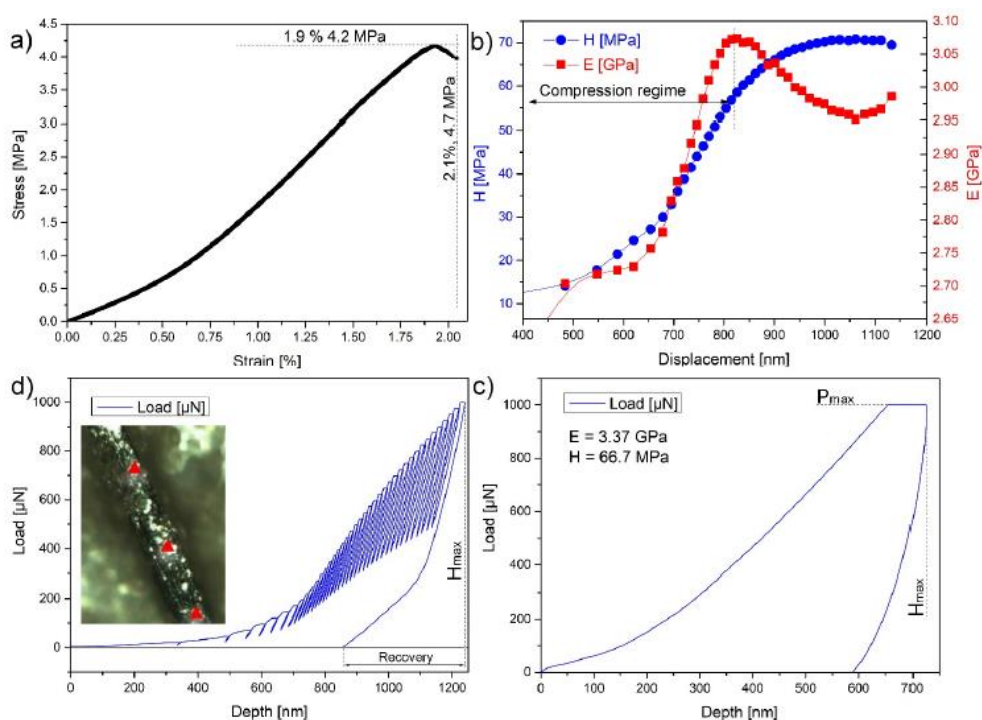 a)
4.5
4.0
3.5
3.0
2.5
2.0
1.5
1.0
0.5
0.0
Stress [MPa]
1.9 % 4.2 MPa
2.1%, 4.7 MPa
0.00 0.25 0.50 0.75 1.00 1.25 1.50 1.75 2.00
Strain [%]
b)
H [MPa]
E [GPa]
Compression regime
70
60
50
40
30
20
10
H [MPa]
3.10
3.05
3.00
2.95
2.90
2.85
2.80
2.75
2.70
2.65
E [GPa]
400 500 600 700 800 900 1000 1100 1200
Displacement [nm]
d)
Load [µN]
1000
800
600
400
200
0
Load [µN]
Hmax
Recovery
0 200 400 600 800 1000 1200
Depth [nm]
c)
Load [µN]
E = 3.37 GPa
H = 66.7 MPa
Pmax
Hmax
1000
800
600
400
200
0
Load [µN]
0 100 200 300 400 500 600 700
Depth [nm]